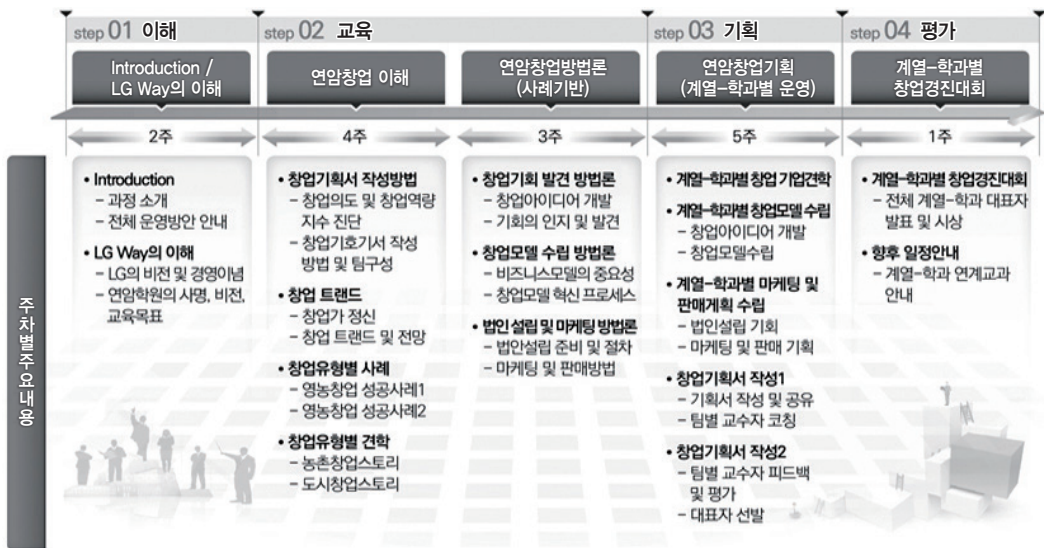 step 01 이해
step 02 교육
step 03 기획
step 04 평가
Introduction /
LG Way의 이해
연암창업 이해
연암창업방법론
(사례기반)
연암창업기획
(계열-학과별 운영)
계열-학과별
창업경진대회
2주
4주
3주
5주
1주
주차별주요내용
• Introduction
– 과정 소개
– 전체 운영방안 안내
• LG Way의 이해
– LG의 비전 및 경영이념
– 연암학원의 사명, 비전,
교육목표
• 창업기획서 작성방법
– 창업의도 및 창업역량
지수 진단
– 창업기호기서 작성
방법 및 팀구성
• 창업 트랜드
– 창업가 정신
– 창업 트랜드 및 전망
• 창업유형별 사례
– 영농창업 성공사례1
– 영농창업 성공사례2
• 창업유형별 견학
– 농촌창업스토리
– 도시창업스토리
• 창업기회 발견 방법론
– 창업아이디어 개발
– 기회의 인지 및 발견
• 창업모델 수립 방법론
– 비즈니스모델의 중요성
– 창업모델 혁신 프로세스
• 법인 설립 및 마케팅 방법론
– 법안설립 준비 및 절차
– 마케팅 및 판매방법
• 계열-학과별 창업 기업견학
• 계열-학과별 창업모델 수립
– 창업아이디어 개발
– 창업모델수립
• 계열-학과별 마케팅 및
판매계획 수립
– 법인설립 기회
– 마케팅 및 판매 기획
• 창업기획서 작성1
– 기획서 작성 및 공유
– 팀별 교수자 코칭
• 창업기획서 작성2
– 팀별 교수자 피드백
및 평가
– 대표자 선발
• 계열-학과별 창업경진대회
– 전체 계열-학과 대표자
발표 및 시상
• 향후 일정안내
– 계열-학과 연계교과
안내